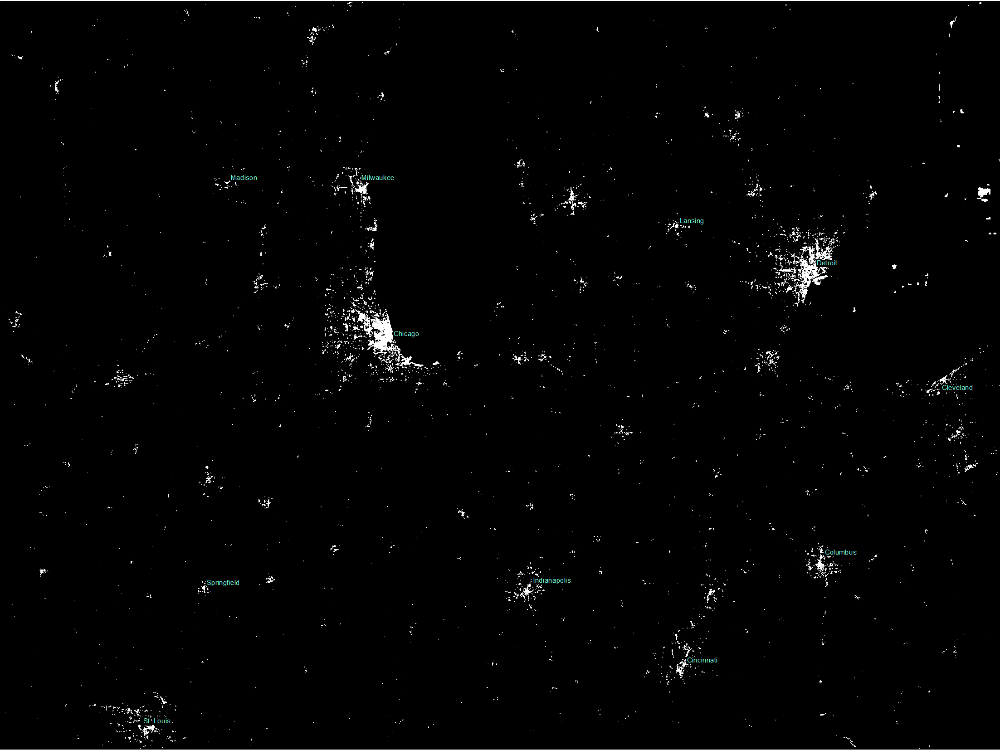 Madison
Milwaukee
Lansing
Detroit
Chicago
Cleveland
Columbus
Indianapolis
Springfield
Cincinnati
St. Louis